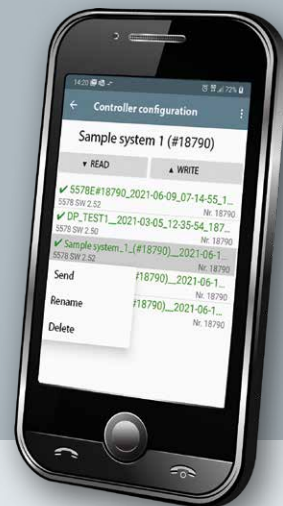 14:20
72%
Controller configuration
Sample system 1 (#18790)
▼ READ
▲ WRITE
✔ 5578E#18790_2021-06-09_07-14-55_1...
5578 SW 2.52
Nr. 18790
✔ DP_TEST1__2021-03-05_12-35-54_187...
5578 SW 2.50
Nr. 18790
✔ Sample system_1_(#18790)__2021-06-1...
5578 SW 2.52
Nr. 18790
Send
#18790)__2021-06-1...
Nr. 18790
Rename
#18790)__2021-06-1...
Nr. 18790
Delete